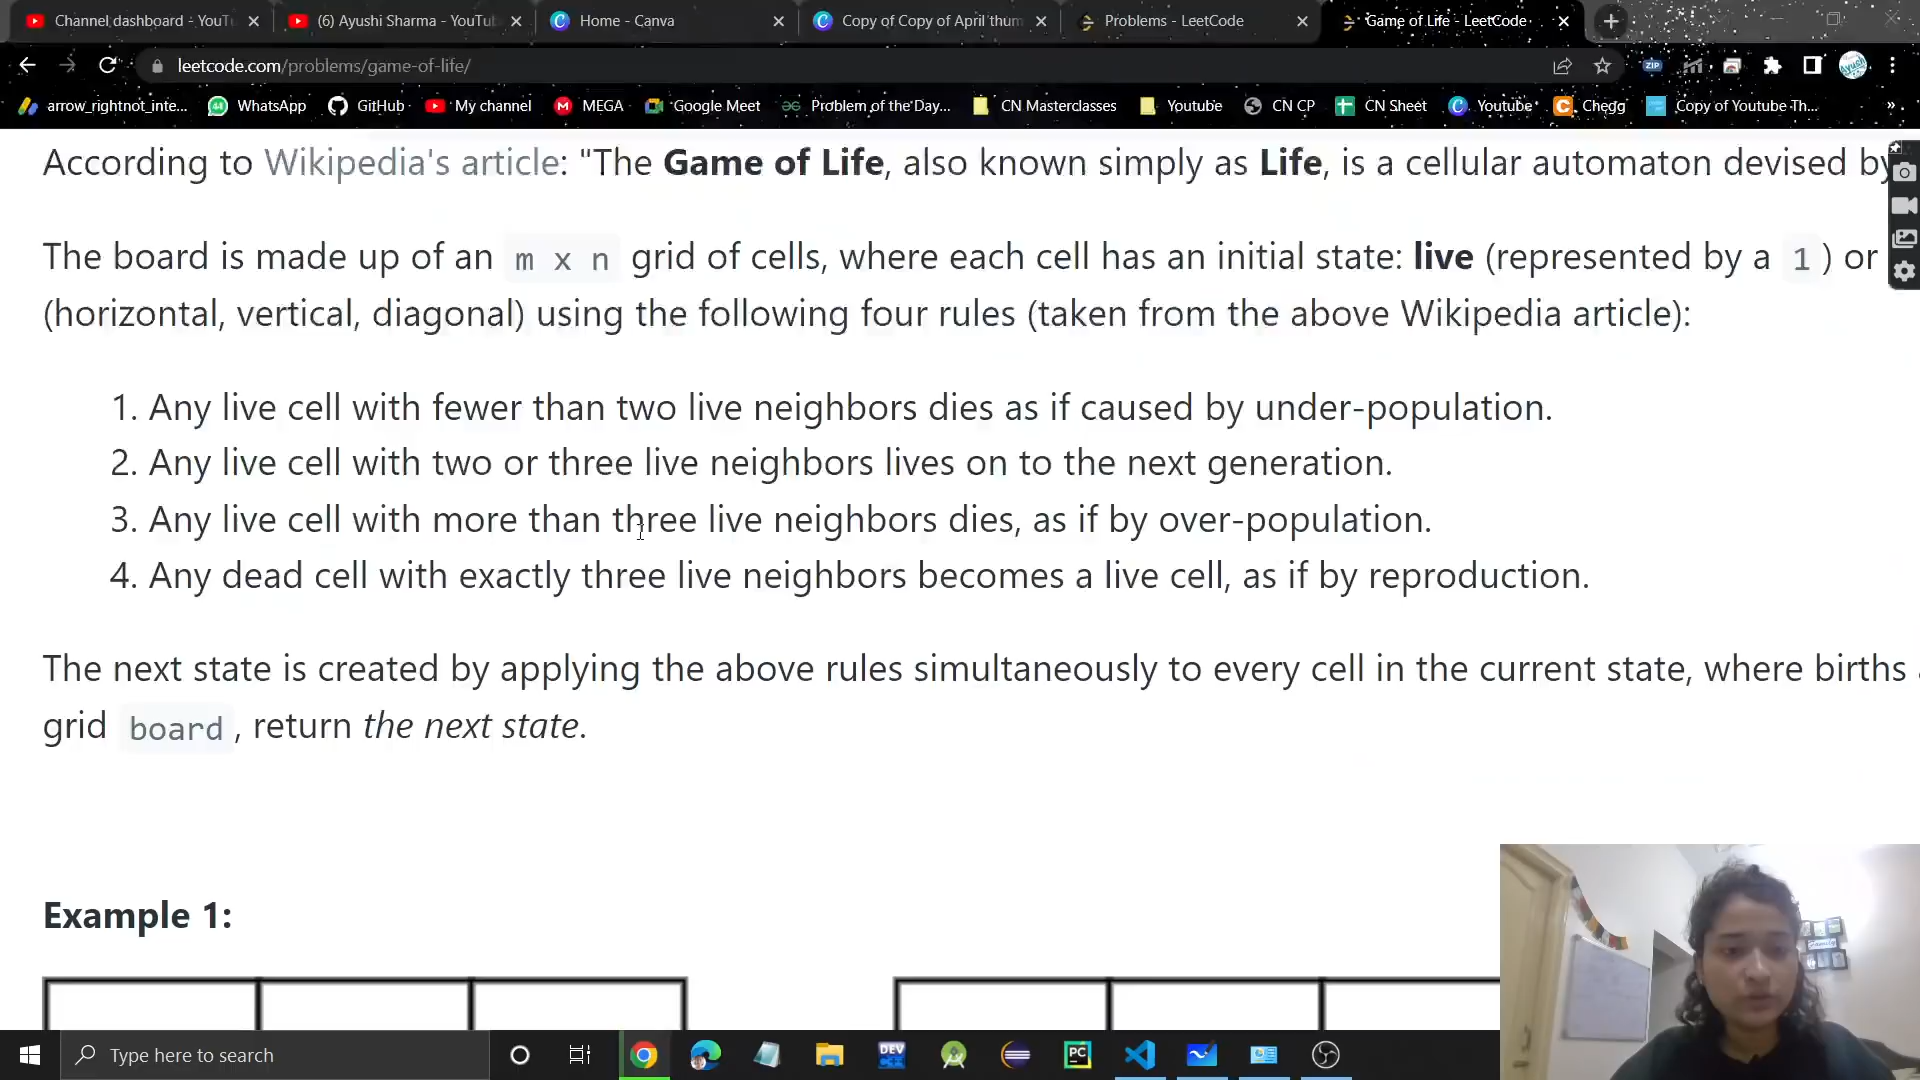 Channel dashboard - YouTu
(6) Ayushi Sharma - YouTube
Home - Canva
Copy of Copy of April thum
Problems - LeetCode
Game of Life - LeetCode
leetcode.com/problems/game-of-life/
ZIP
arrow_rightnot_inte...
WhatsApp
GitHub
My channel
MEGA
Google Meet
Problem of the Day...
CN Masterclasses
Youtube
CN CP
CN Sheet
Youtube
Chegg
Copy of Youtube Th...
»
According to Wikipedia's article: "The Game of Life, also known simply as Life, is a cellular automaton devised by
The board is made up of an m x n grid of cells, where each cell has an initial state: live (represented by a 1 ) or
(horizontal, vertical, diagonal) using the following four rules (taken from the above Wikipedia article):
1. Any live cell with fewer than two live neighbors dies as if caused by under-population.
2. Any live cell with two or three live neighbors lives on to the next generation.
3. Any live cell with more than three live neighbors dies, as if by over-population.
4. Any dead cell with exactly three live neighbors becomes a live cell, as if by reproduction.
The next state is created by applying the above rules simultaneously to every cell in the current state, where births
grid board , return the next state.
Example 1:
Family
Type here to search
DEV
PC